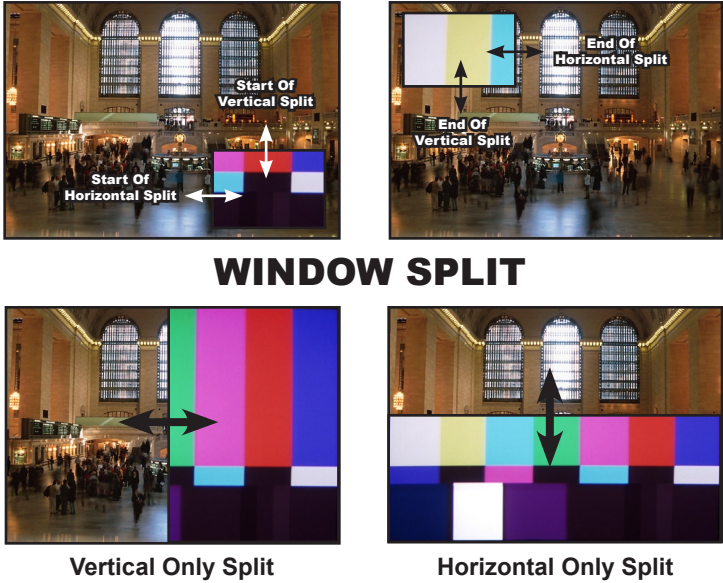 Start Of
Vertical Split
Start Of
Horizontal Split
End Of
Horizontal Split
End Of
Vertical Split
WINDOW SPLIT
Vertical Only Split
Horizontal Only Split